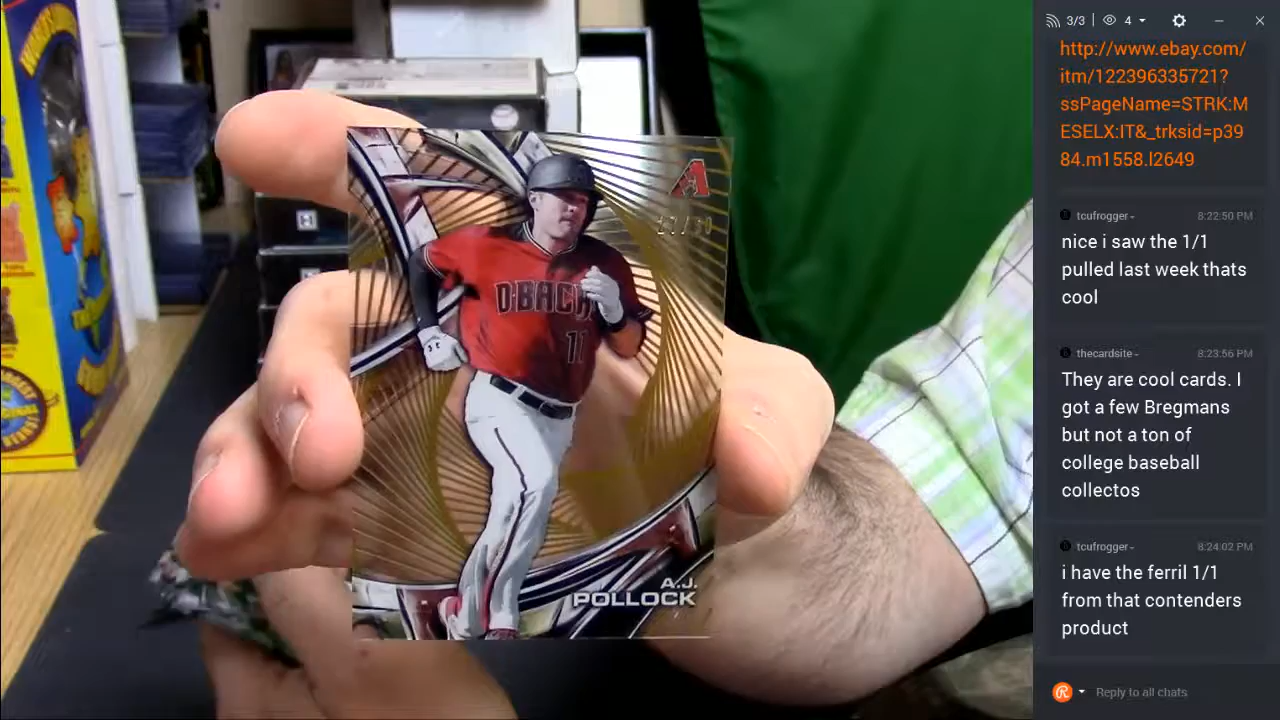 D-BACK
11
A.J.
POLLOCK
3/3
4
http://www.ebay.com/
itm/122396335721?
ssPageName=STRK:M
ESELX:IT&_trksid=p39
84.m1558.l2649
tcufrogger
8:22:50 PM
nice i saw the 1/1
pulled last week thats
cool
thecardsite
8:23:56 PM
They are cool cards. I
got a few Bregmans
but not a ton of
college baseball
collectos
tcufrogger
8:24:02 PM
i have the ferril 1/1
from that contenders
product
Reply to all chats